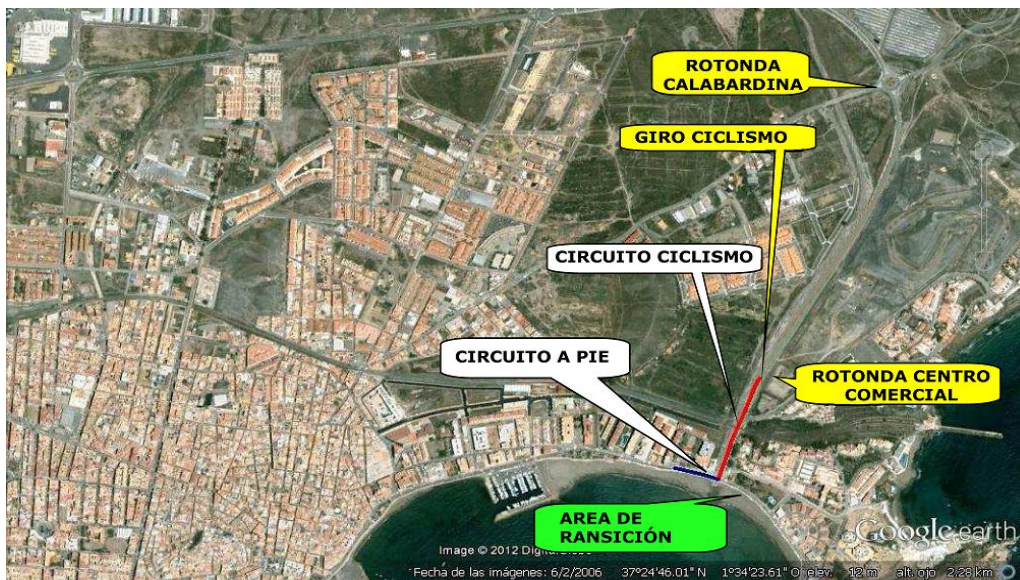 ROTONDA
CALABARDINA
GIRO CICLISMO
CIRCUITO CICLISMO
CIRCUITO A PIE
ROTONDA CENTRO
COMERCIAL
AREA DE
RANSICIÓN
Google earth
Image © 2012
Fecha de las imágenes: 6/2/2006 37°24'46.01" N 1°34'23.61" O elev. 12 m alt. ojo 2,28 km